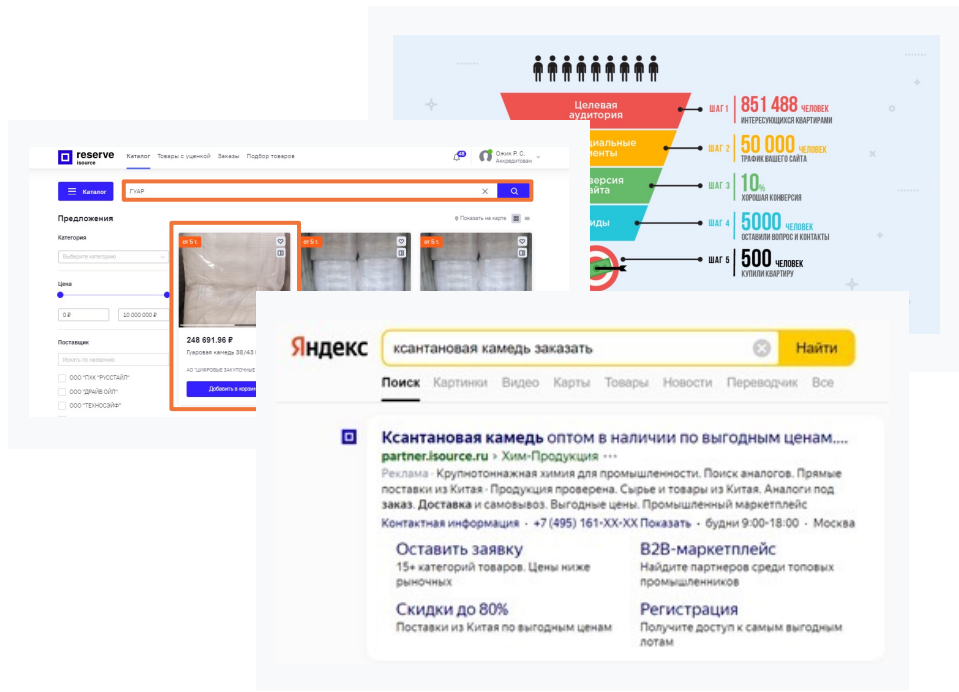 Целевая
аудитория
ШАГ 1
851 488 ЧЕЛОВЕК
ИНТЕРЕСУЮЩИХСЯ КВАРТИРАМИ
ШАГ 2
50 000 ЧЕЛОВЕК
ТРАФИК ВАШЕГО САЙТА
ШАГ 3
10%
ХОРОШАЯ КОНВЕРСИЯ
ШАГ 4
5000 ЧЕЛОВЕК
ОСТАВИЛИ ВОПРОС И КОНТАКТЫ
ШАГ 5
500 ЧЕЛОВЕК
КУПИЛИ КВАРТИРУ
reserve
isource
Каталог Товары с уценкой Заказы Подбор товаров
Ожин Р. С.
Аккредитован
Каталог
ГУАР
Предложения
Показать на карте
Категория
Выберите категорию
Цена
0 ₽
10 000 000 ₽
Поставщик
Искать по названию
ООО "ПКК "РУССТАЙЛ"
ООО "ДРАЙВ ОЙЛ"
ООО "ТЕХНОСЭЙФ"
от 5 т.
от 5 т.
от 5 т.
248 691.96 ₽
Гуаровая камедь 38/43
АО "ЦИФРОВЫЕ ЗАКУПОЧНЫЕ
Добавить в корзин
Яндекс
ксантановая камедь заказать
Найти
Поиск Картинки Видео Карты Товары Новости Переводчик Все
Ксантановая камедь оптом в наличии по выгодным ценам....
partner.isource.ru › Хим-Продукция ···
Реклама · Крупнотоннажная химия для промышленности. Поиск аналогов. Прямые
поставки из Китая · Продукция проверена. Сырье и товары из Китая. Аналоги под
заказ. Доставка и самовывоз. Выгодные цены. Промышленный маркетплейс
Контактная информация · +7 (495) 161-XX-XX Показать · будни 9:00-18:00 · Москва
Оставить заявку
15+ категорий товаров. Цены ниже
рыночных
B2B-маркетплейс
Найдите партнеров среди топовых
промышленников
Скидки до 80%
Поставки из Китая по выгодным ценам
Регистрация
Получите доступ к самым выгодным
лотам